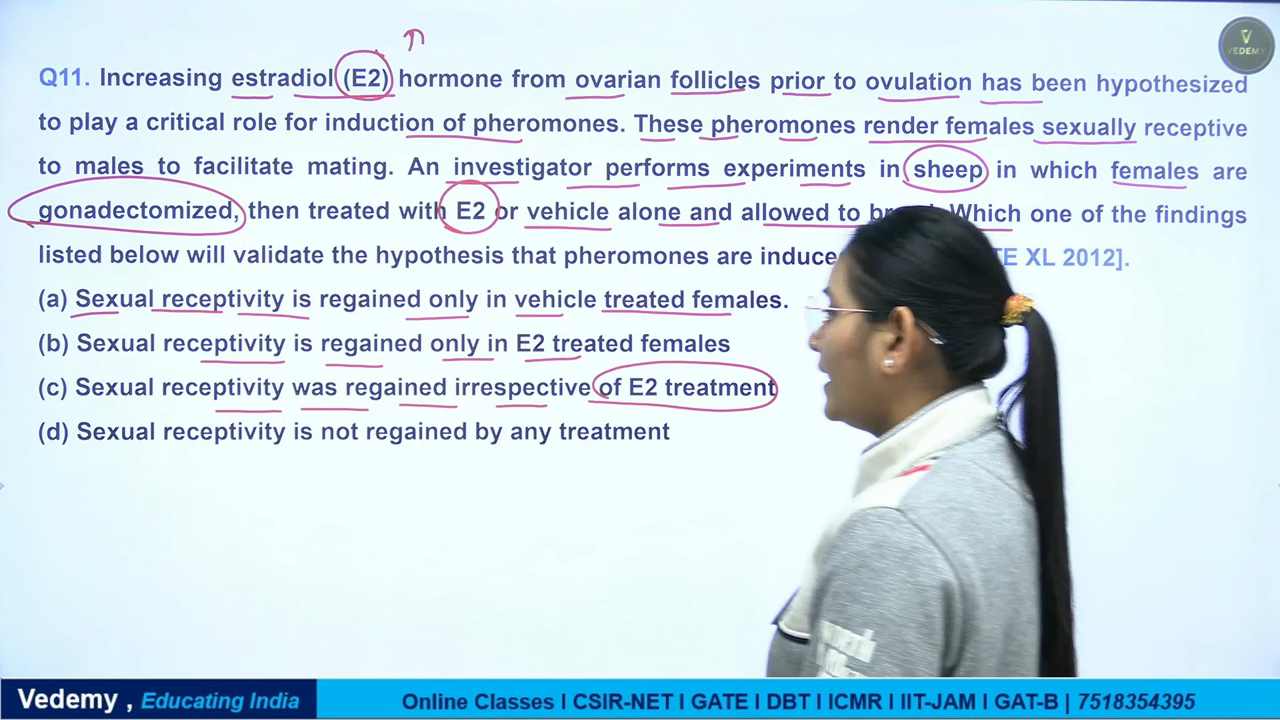 VEDEMY
Q11. Increasing estradiol (E2) hormone from ovarian follicles prior to ovulation has been hypothesized
to play a critical role for induction of pheromones. These pheromones render females sexually receptive
to males to facilitate mating. An investigator performs experiments in sheep in which females are
gonadectomized, then treated with E2 or vehicle alone and allowed to Which one of the findings
listed below will validate the hypothesis that pheromones are XL 2012].
(a) Sexual receptivity is regained only in vehicle treated females.
(b) Sexual receptivity is regained only in E2 treated females
(c) Sexual receptivity was regained irrespective of E2 treatment
(d) Sexual receptivity is not regained by any treatment
Vedemy , Educating India
Online Classes I CSIR-NET I GATE I DBT I ICMR I IIT-JAM I GAT-B | 7518354395